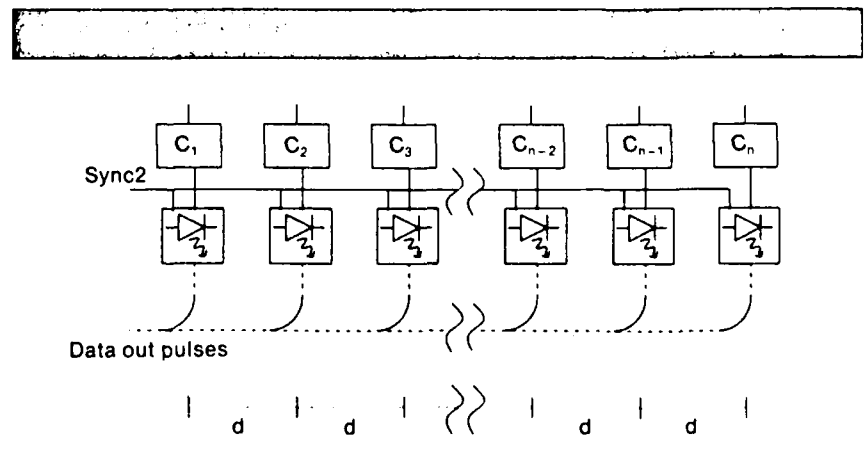 C₁ C₂ C₃ Cₙ₋₂ Cₙ₋₁ Cₙ
Sync2
Data out pulses
d d d d